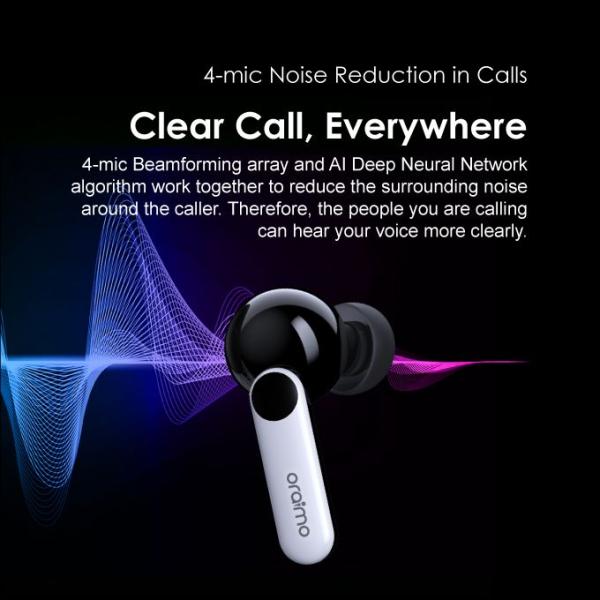 4-mic Noise Reduction in Calls
Clear Call, Everywhere
4-mic Beamforming array and AI Deep Neural Network
algorithm work together to reduce the surrounding noise
around the caller. Therefore, the people you are calling
can hear your voice more clearly.
oraimo